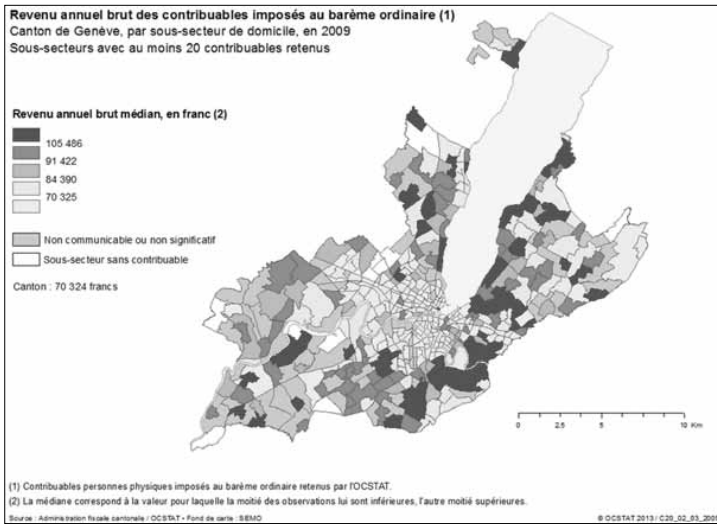 Revenu annuel brut des contribuables imposés au barème ordinaire (1)
Canton de Genève, par sous-secteur de domicile, en 2009
Sous-secteurs avec au moins 20 contribuables retenus
Revenu annuel brut médian, en franc (2)
105 486
91 422
84 390
70 325
Non communicable ou non significatif
Sous-secteur sans contribuable
Canton : 70 324 francs
0 2.5 5 7.5 10 Km
(1) Contribuables personnes physiques imposés au barème ordinaire retenus par l'OCSTAT.
(2) La médiane correspond à la valeur pour laquelle la moitié des observations lui sont inférieures, l'autre moitié supérieures.
Source : Administration fiscale cantonale / OCSTAT - Fond de carte : SEMO
© OCSTAT 2013 / C20_02_03_2009